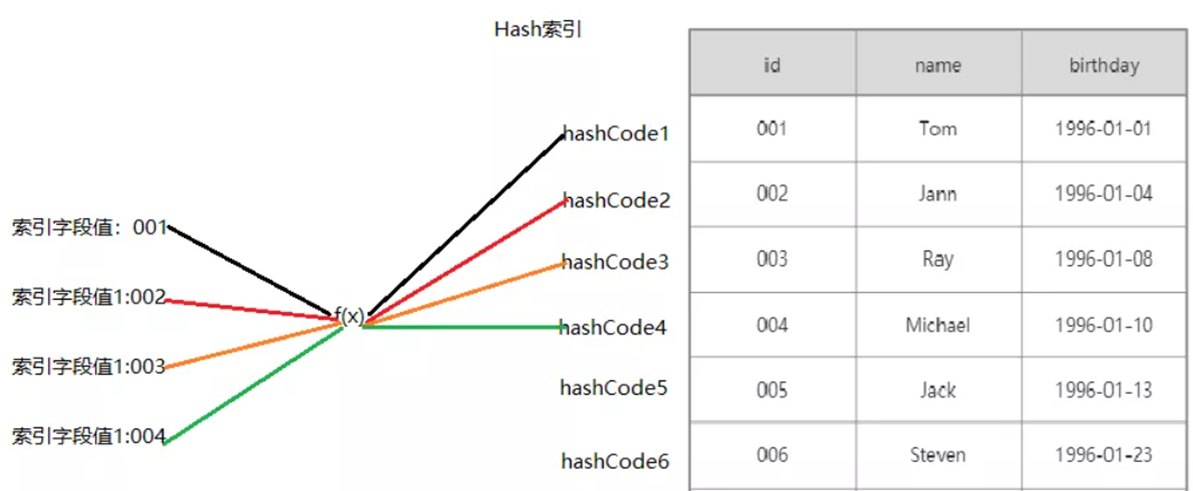 Hash索引
索引字段值：001
索引字段值1:002
索引字段值1:003
索引字段值1:004
f(x)
hashCode1
hashCode2
hashCode3
hashCode4
hashCode5
hashCode6
id name birthday
001 Tom 1996-01-01
002 Jann 1996-01-04
003 Ray 1996-01-08
004 Michael 1996-01-10
005 Jack 1996-01-13
006 Steven 1996-01-23